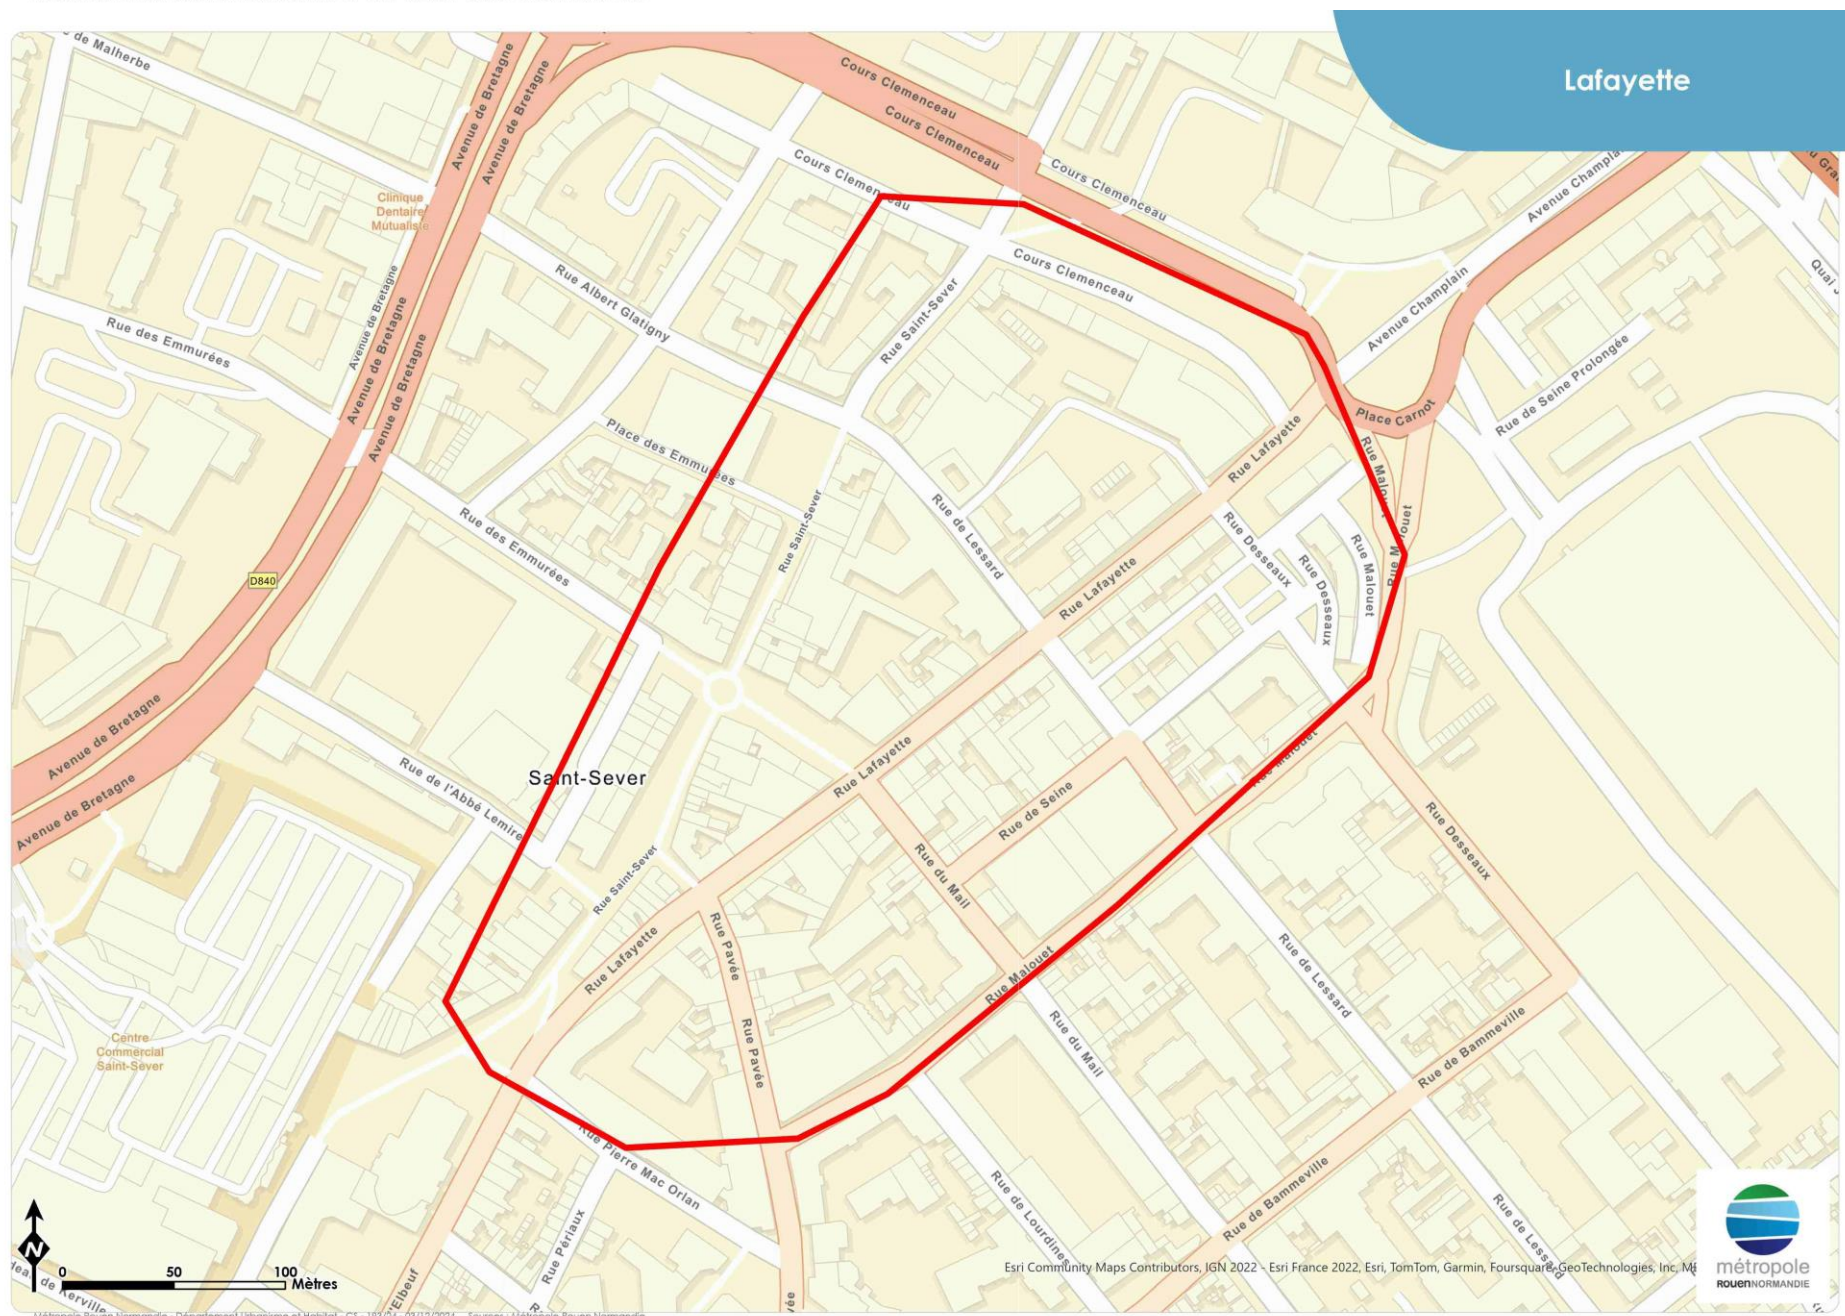 Lafayette
de Malherbe
Avenue de Bretagne
Avenue de Bretagne
Cours Clemenceau
Cours Clemenceau
Cours Clemenceau
Cours Clemenceau
Avenue Champlain
Clinique
Dentaire
Mutualiste
Rue Albert Glatigny
Rue Saint-Sever
Cours Clemenceau
Avenue Champlain
Quai
Rue des Emmurées
Avenue de Bretagne
Avenue de Bretagne
Avenue de Bretagne
Rue de Seine Prolongée
Place Carnot
Place des Emmurées
Rue Lafayette
Rue Malouet
Rue des Emmurées
Rue Saint-Sever
Rue de Lessard
Rue Desseaux
Rue Malouet
Rue Malouet
D840
Rue Lafayette
Rue Desseaux
Avenue de Bretagne
Avenue de Bretagne
Rue de l'Abbé Lemire
Saint-Sever
Rue Lafayette
Rue de Seine
Rue Malouet
Rue Desseaux
Rue Saint-Sever
Rue du Mail
Rue Pavée
Rue Lafayette
Rue Malouet
Rue de Lessard
Rue Pavée
Rue du Mail
Rue de Bammeville
Centre
Commercial
Saint-Sever
Rue Pierre Mac Orlan
Rue Périaux
Rue de Lourdines
Rue de Bammeville
Rue de Lessard
N
0 50 100
Mètres
d'Elbeuf
de Kerville
Esri Community Maps Contributors, IGN 2022 - Esri France 2022, Esri, TomTom, Garmin, Foursquare, GeoTechnologies, Inc,
métropole
ROUENNORMANDIE